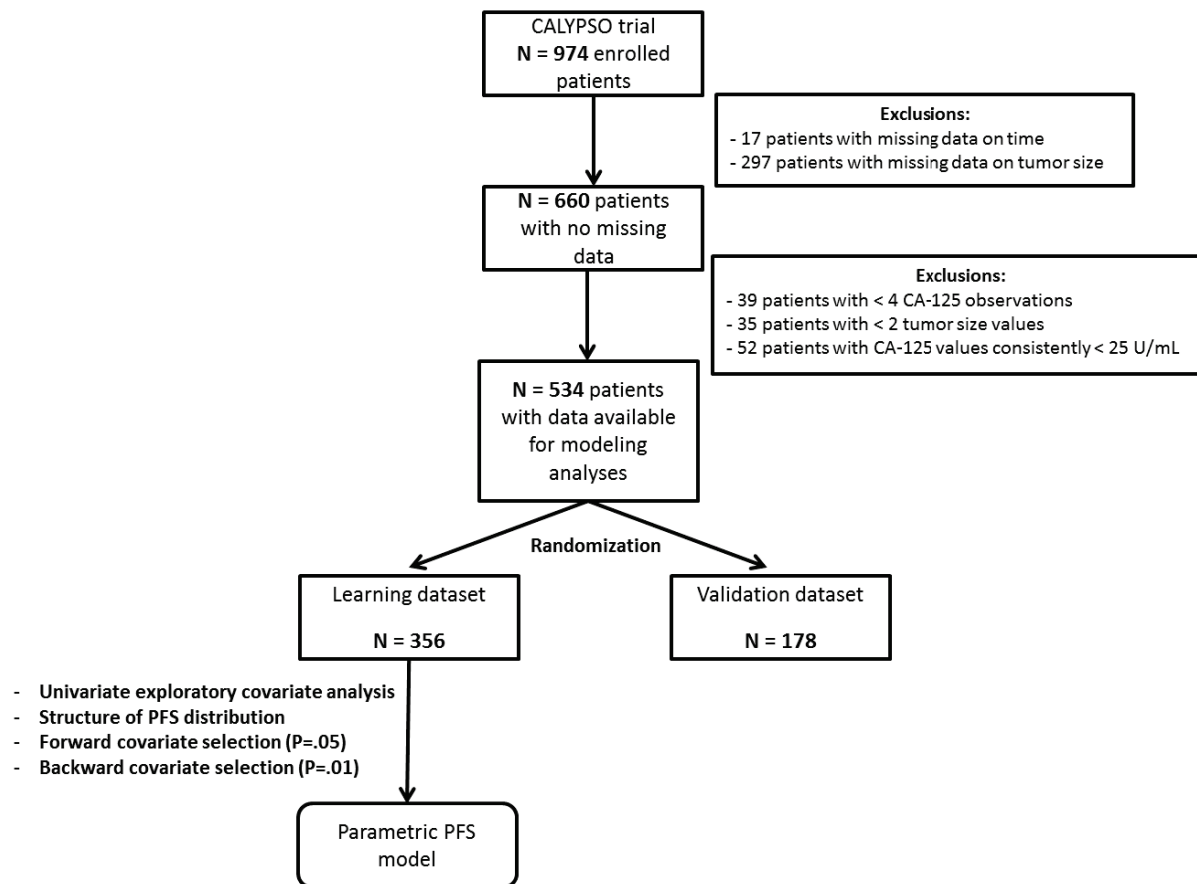 CALYPSO trial
N = 974 enrolled
patients
Exclusions:
- 17 patients with missing data on time
- 297 patients with missing data on tumor size
N = 660 patients
with no missing
data
Exclusions:
- 39 patients with < 4 CA-125 observations
- 35 patients with < 2 tumor size values
- 52 patients with CA-125 values consistently < 25 U/mL
N = 534 patients
with data available
for modeling
analyses
Randomization
Learning dataset
N = 356
Validation dataset
N = 178
- Univariate exploratory covariate analysis
- Structure of PFS distribution
- Forward covariate selection (P=.05)
- Backward covariate selection (P=.01)
Parametric PFS
model